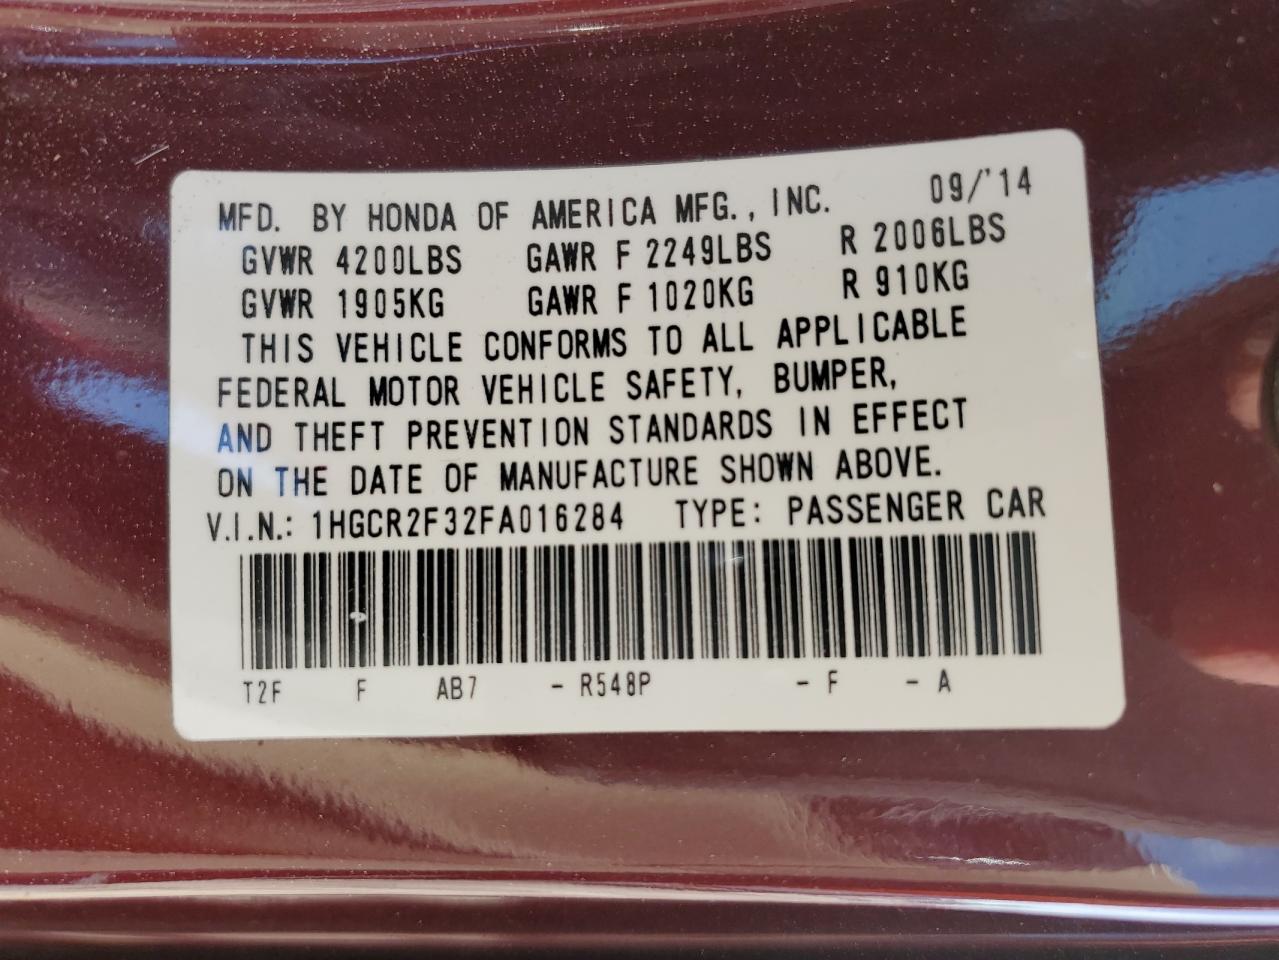 MFD. BY HONDA OF AMERICA MFG., INC. 09/'14
GVWR 4200LBS GAWR F 2249LBS R 2006LBS
GVWR 1905KG GAWR F 1020KG R 910KG
THIS VEHICLE CONFORMS TO ALL APPLICABLE
FEDERAL MOTOR VEHICLE SAFETY, BUMPER,
AND THEFT PREVENTION STANDARDS IN EFFECT
ON THE DATE OF MANUFACTURE SHOWN ABOVE.
V.I.N.: 1HGCR2F32FA016284 TYPE: PASSENGER CAR
T2F F AB7 - R548P - F - A